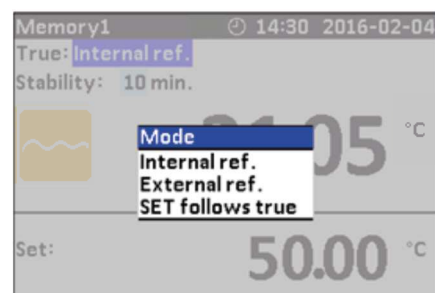 Memory1 14:30 2016-02-04
True: Internal ref.
Stability: 10 min.
Mode
Internal ref.
External ref.
SET follows true
.05 °C
Set: 50.00 °C